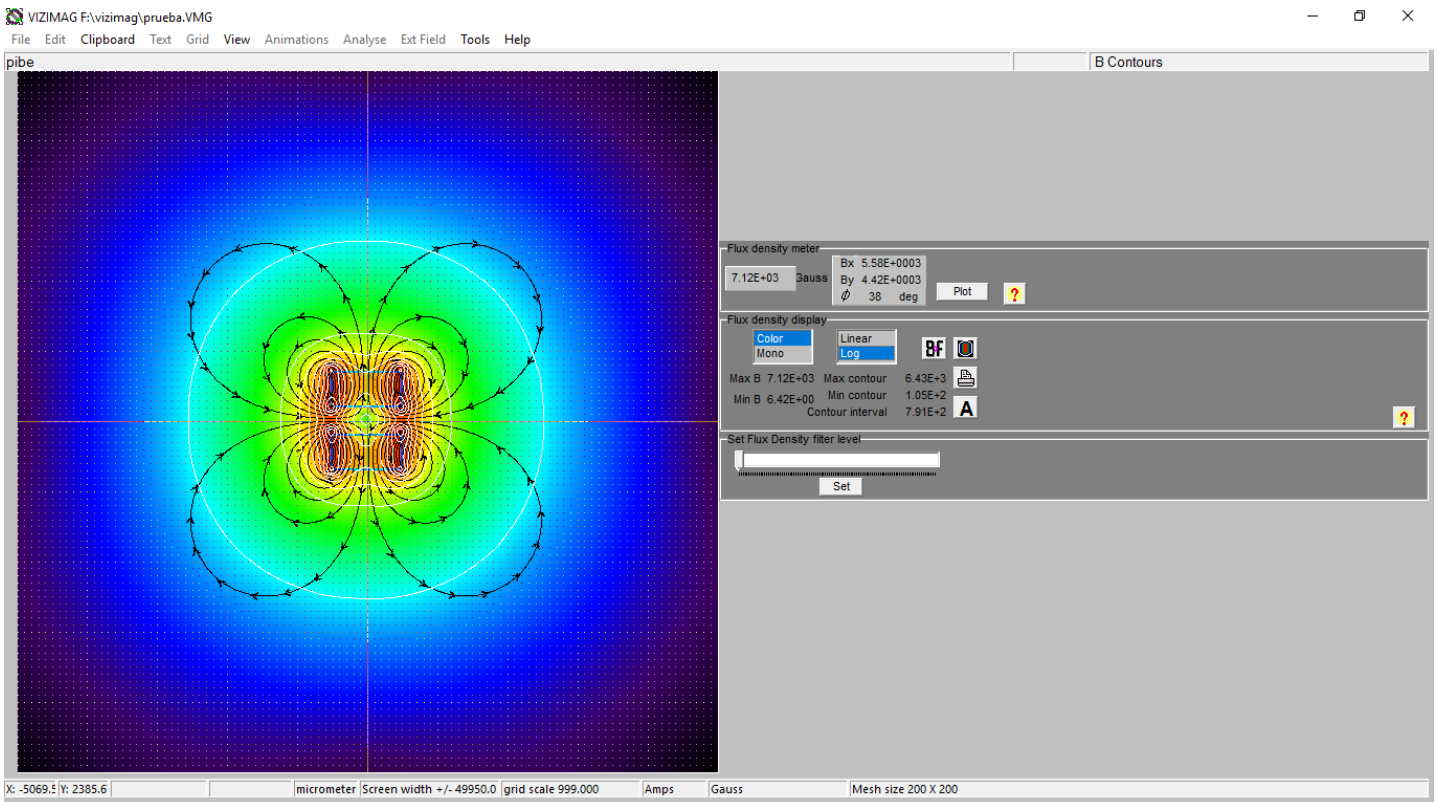 VIZIMAG F:\vizimag\prueba.VMG
File Edit Clipboard Text Grid View Animations Analyse Ext Field Tools Help
pibe B Contours
Flux density meter
7.12E+03 Gauss Bx 5.58E+0003
By 4.42E+0003
ϕ 38 deg
Plot ?
Flux density display
Color Linear
Mono Log
Max B 7.12E+03 Max contour 6.43E+3
Min B 6.42E+00 Min contour 1.05E+2
Contour interval 7.91E+2 A
?
Set Flux Density filter level
Set
X: -5069.5 Y: 2385.6 micrometer Screen width +/- 49950.0 grid scale 999.000 Amps Gauss Mesh size 200 X 200